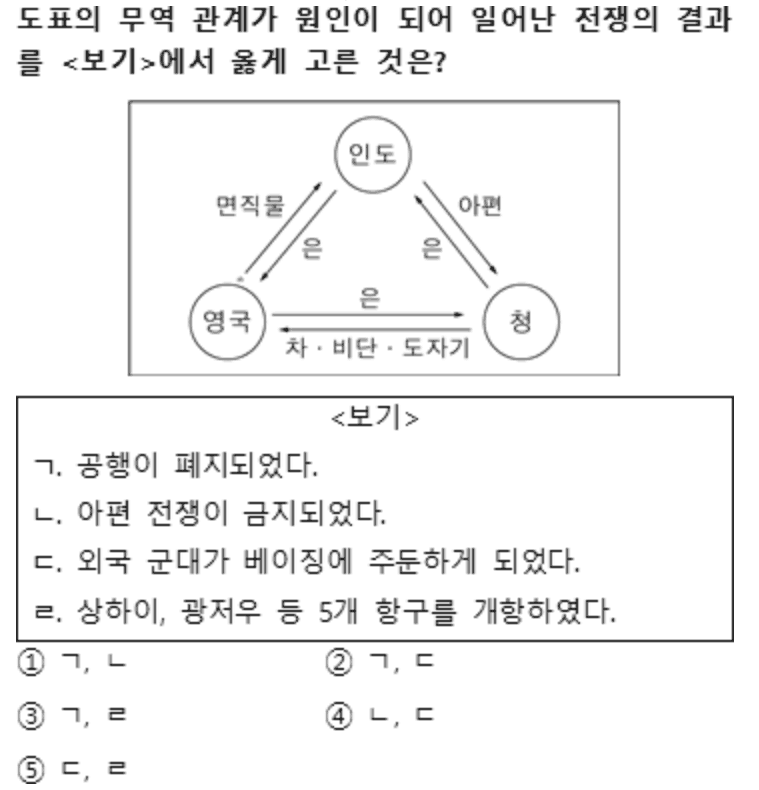 도표의 무역 관계가 원인이 되어 일어난 전쟁의 결과
를 <보기>에서 옳게 고른 것은?
인도
면직물
아편
은
은
은
영국
청
차 · 비단 · 도자기
<보기>
ㄱ. 공행이 폐지되었다.
ㄴ. 아편 전쟁이 금지되었다.
ㄷ. 외국 군대가 베이징에 주둔하게 되었다.
ㄹ. 상하이, 광저우 등 5개 항구를 개항하였다.
① ㄱ, ㄴ ② ㄱ, ㄷ
③ ㄱ, ㄹ ④ ㄴ, ㄷ
⑤ ㄷ, ㄹ